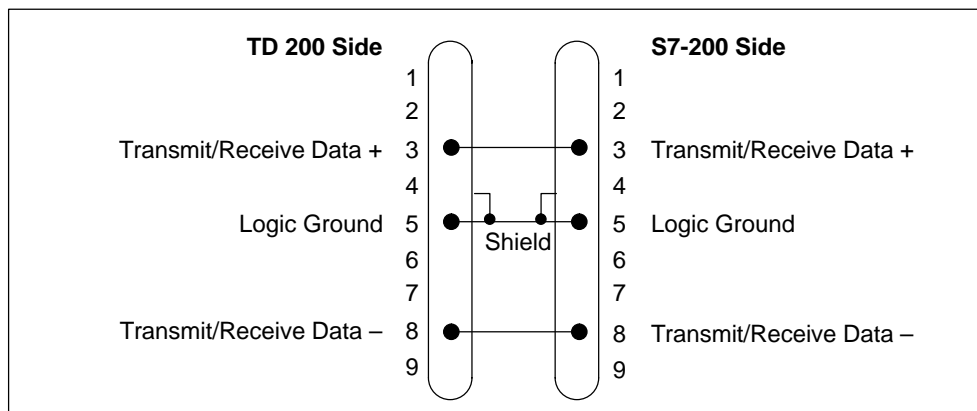 TD 200 Side S7-200 Side
1 1
2 2
Transmit/Receive Data + 3 3 Transmit/Receive Data +
4 4
Logic Ground 5 5 Logic Ground
Shield
6 6
7 7
Transmit/Receive Data – 8 8 Transmit/Receive Data –
9 9